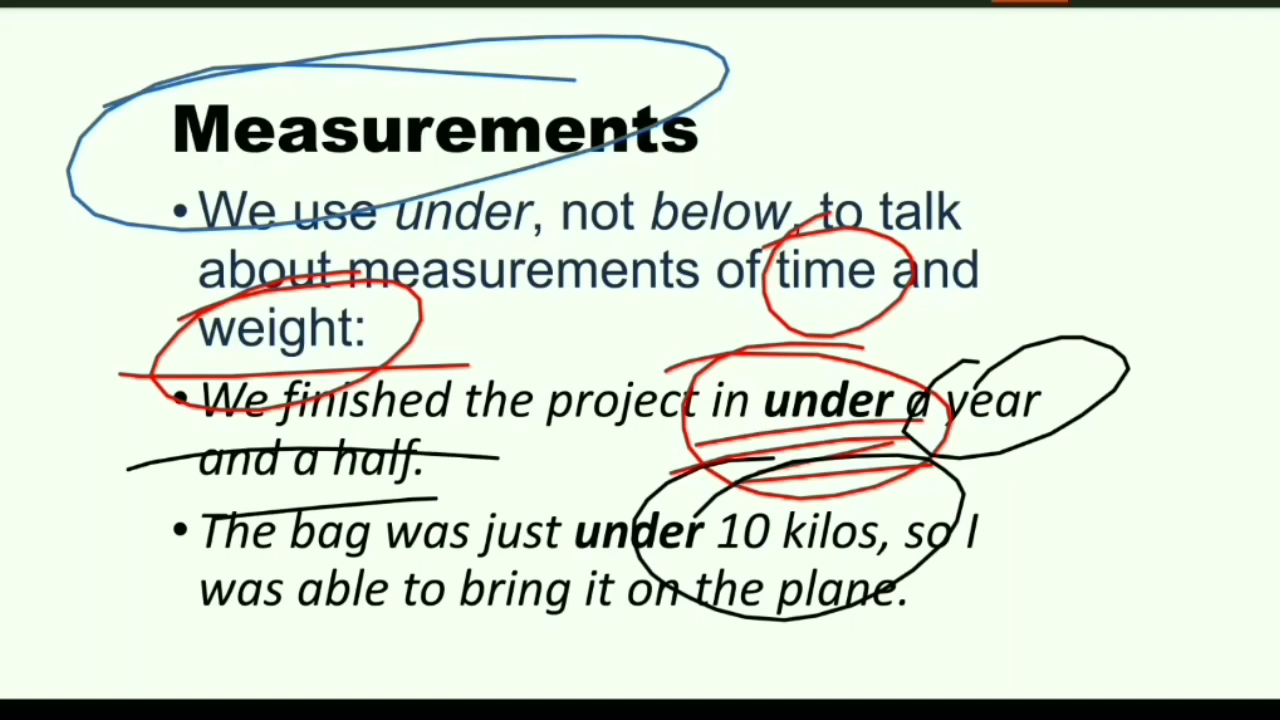 Measurements
•We use under, not below, to talk
about measurements of time and
weight:
• We finished the project in under a year
and a half.
• The bag was just under 10 kilos, so I
was able to bring it on the plane.